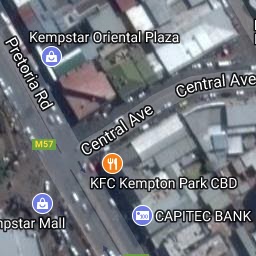 Kempstar Oriental Plaza
Pretoria Rd
Central Ave
Central Ave
M57
KFC Kempton Park CBD
mpstar Mall
CAPITEC BANK